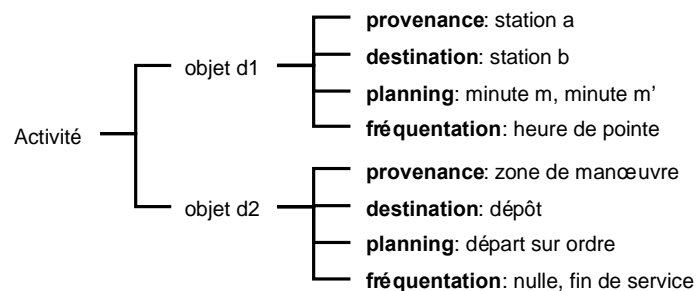 provenance: station a
destination: station b
objet d1
planning: minute m, minute m’
fréquentation: heure de pointe
Activité
provenance: zone de manœuvre
destination: dépôt
objet d2
planning: départ sur ordre
fréquentation: nulle, fin de service